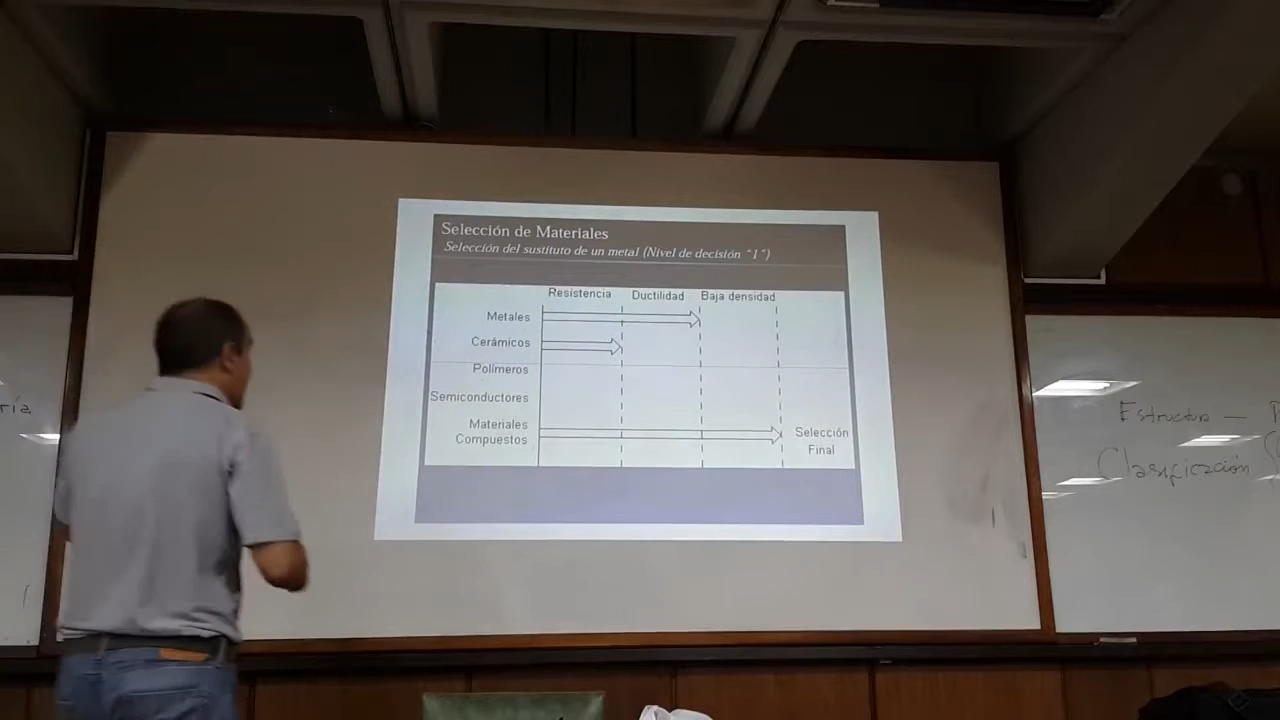 Selección de Materiales
Selección del sustituto de un metal (Nivel de decisión "1")
Resistencia Ductilidad Baja densidad
Metales
Cerámicos
Polímeros
Semiconductores
Materiales
Compuestos
Selección
Final
ría
Estructura —
Clasificación